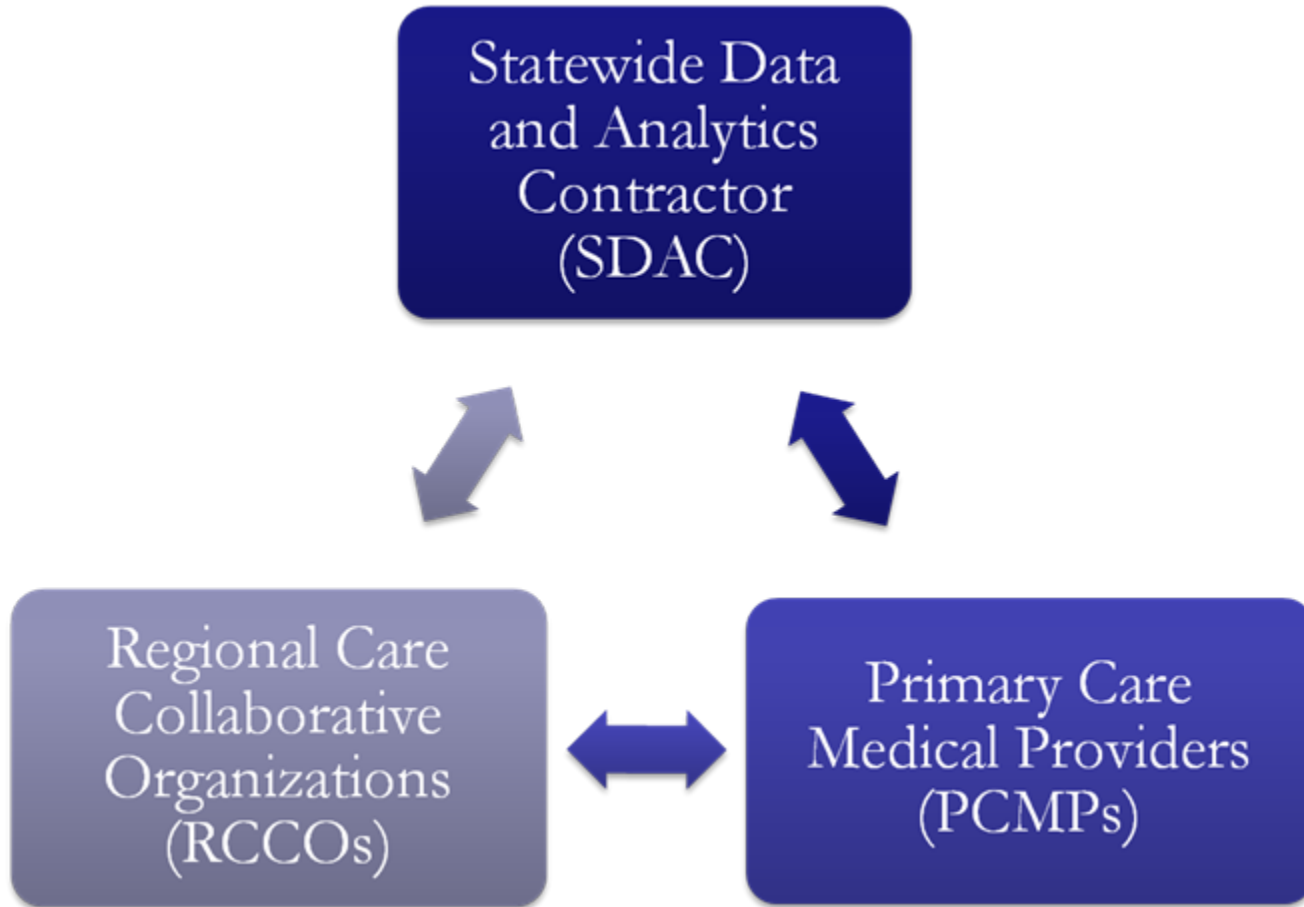 Statewide Data
and Analytics
Contractor
(SDAC)
Regional Care
Collaborative
Organizations
(RCCOs)
Primary Care
Medical Providers
(PCMPs)